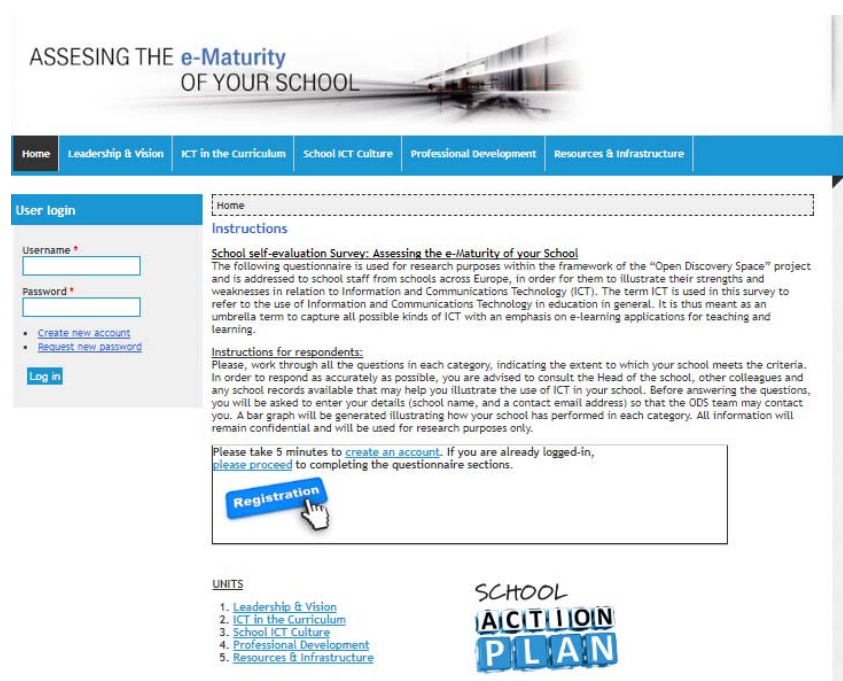 ASSESING THE e-Maturity
OF YOUR SCHOOL
Home Leadership & Vision ICT in the Curriculum School ICT Culture Professional Development Resources & Infrastructure
User login
Username *
Password *
Create new account
Request new password
Log in
Home
Instructions
School self-evaluation Survey: Assessing the e-Maturity of your School
The following questionnaire is used for research purposes within the framework of the “Open Discovery Space” project
and is addressed to school staff from schools across Europe, in order for them to illustrate their strengths and
weaknesses in relation to Information and Communications Technology (ICT). The term ICT is used in this survey to
refer to the use of Information and Communications Technology in education in general. It is thus meant as an
umbrella term to capture all possible kinds of ICT with an emphasis on e-learning applications for teaching and
learning.
Instructions for respondents:
Please, work through all the questions in each category, indicating the extent to which your school meets the criteria.
In order to respond as accurately as possible, you are advised to consult the Head of the school, other colleagues and
any school records available that may help you illustrate the use of ICT in your school. Before answering the questions,
you will be asked to enter your details (school name, and a contact email address) so that the ODS team may contact
you. A bar graph will be generated illustrating how your school has performed in each category. All information will
remain confidential and will be used for research purposes only.
Please take 5 minutes to create an account. If you are already logged-in,
please proceed to completing the questionnaire sections.
Registration
UNITS
1. Leadership & Vision
2. ICT in the Curriculum
3. School ICT Culture
4. Professional Development
5. Resources & Infrastructure
SCHOOL
ACTION
PLAN